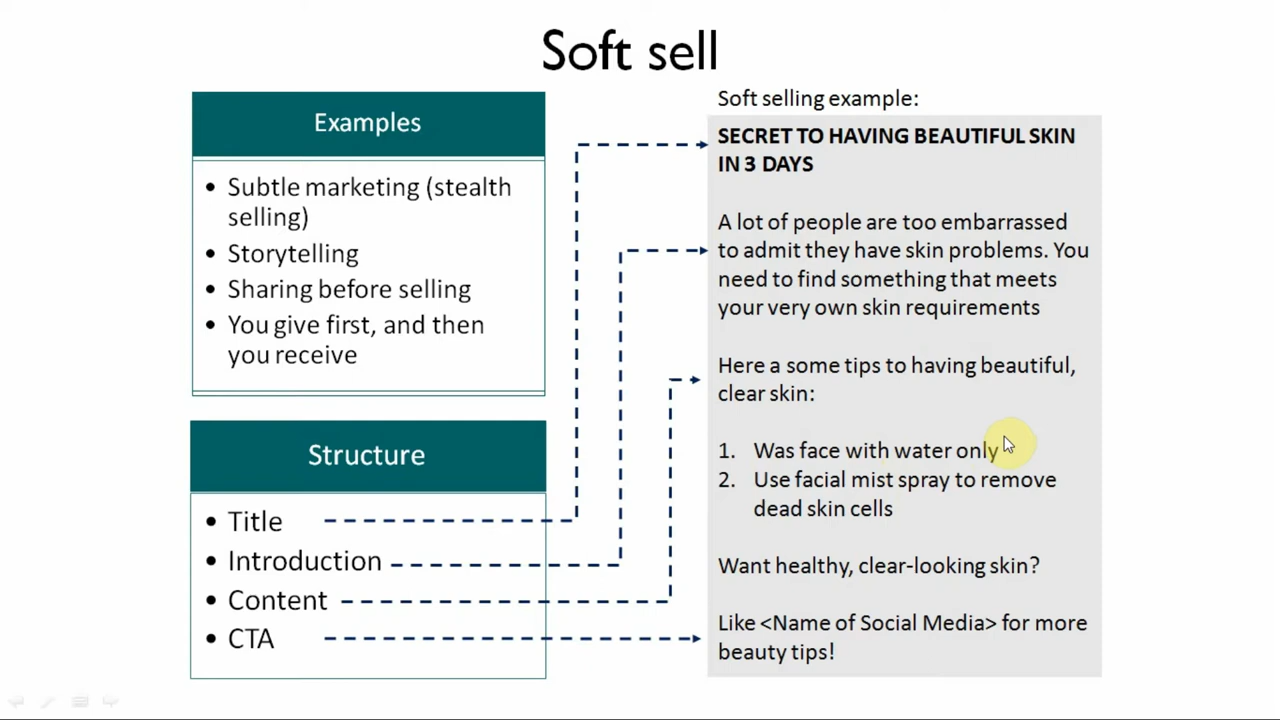 Soft sell
Examples
• Subtle marketing (stealth
selling)
• Storytelling
• Sharing before selling
• You give first, and then
you receive
Structure
• Title
• Introduction
• Content
• CTA
Soft selling example:
SECRET TO HAVING BEAUTIFUL SKIN
IN 3 DAYS
A lot of people are too embarrassed
to admit they have skin problems. You
need to find something that meets
your very own skin requirements
Here a some tips to having beautiful,
clear skin:
1. Was face with water only
2. Use facial mist spray to remove
dead skin cells
Want healthy, clear-looking skin?
Like <Name of Social Media> for more
beauty tips!